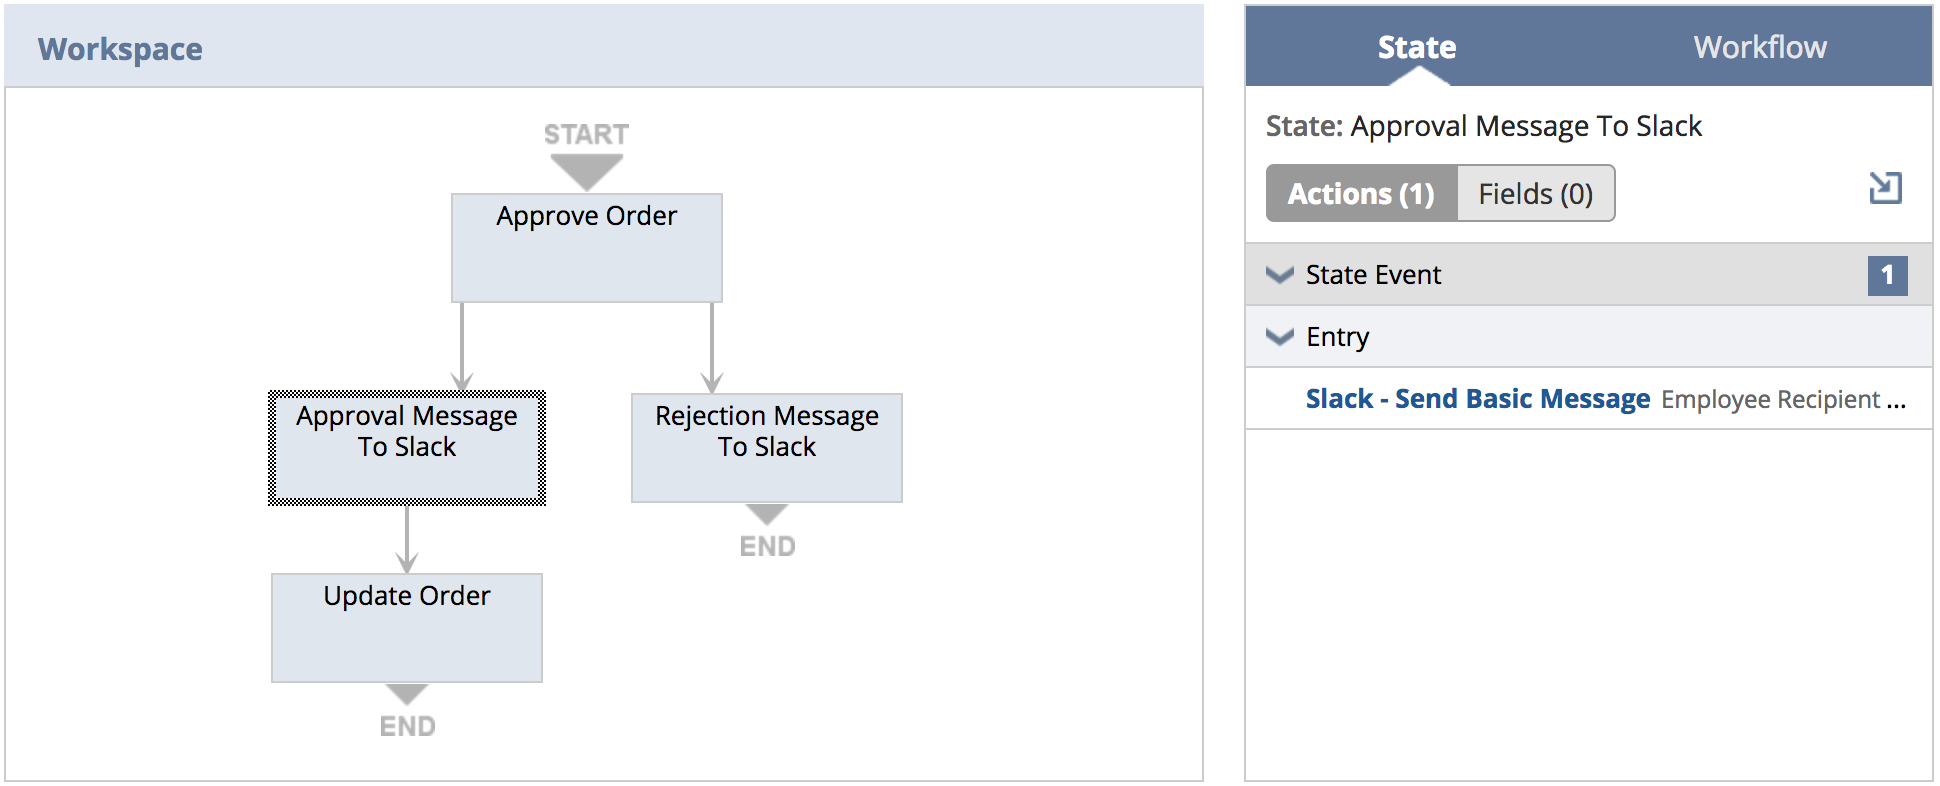 Workspace
START
Approve Order
Approval Message
To Slack
Rejection Message
To Slack
END
Update Order
END
State
Workflow
State: Approval Message To Slack
Actions (1)
Fields (0)
State Event
1
Entry
Slack - Send Basic Message Employee Recipient ...